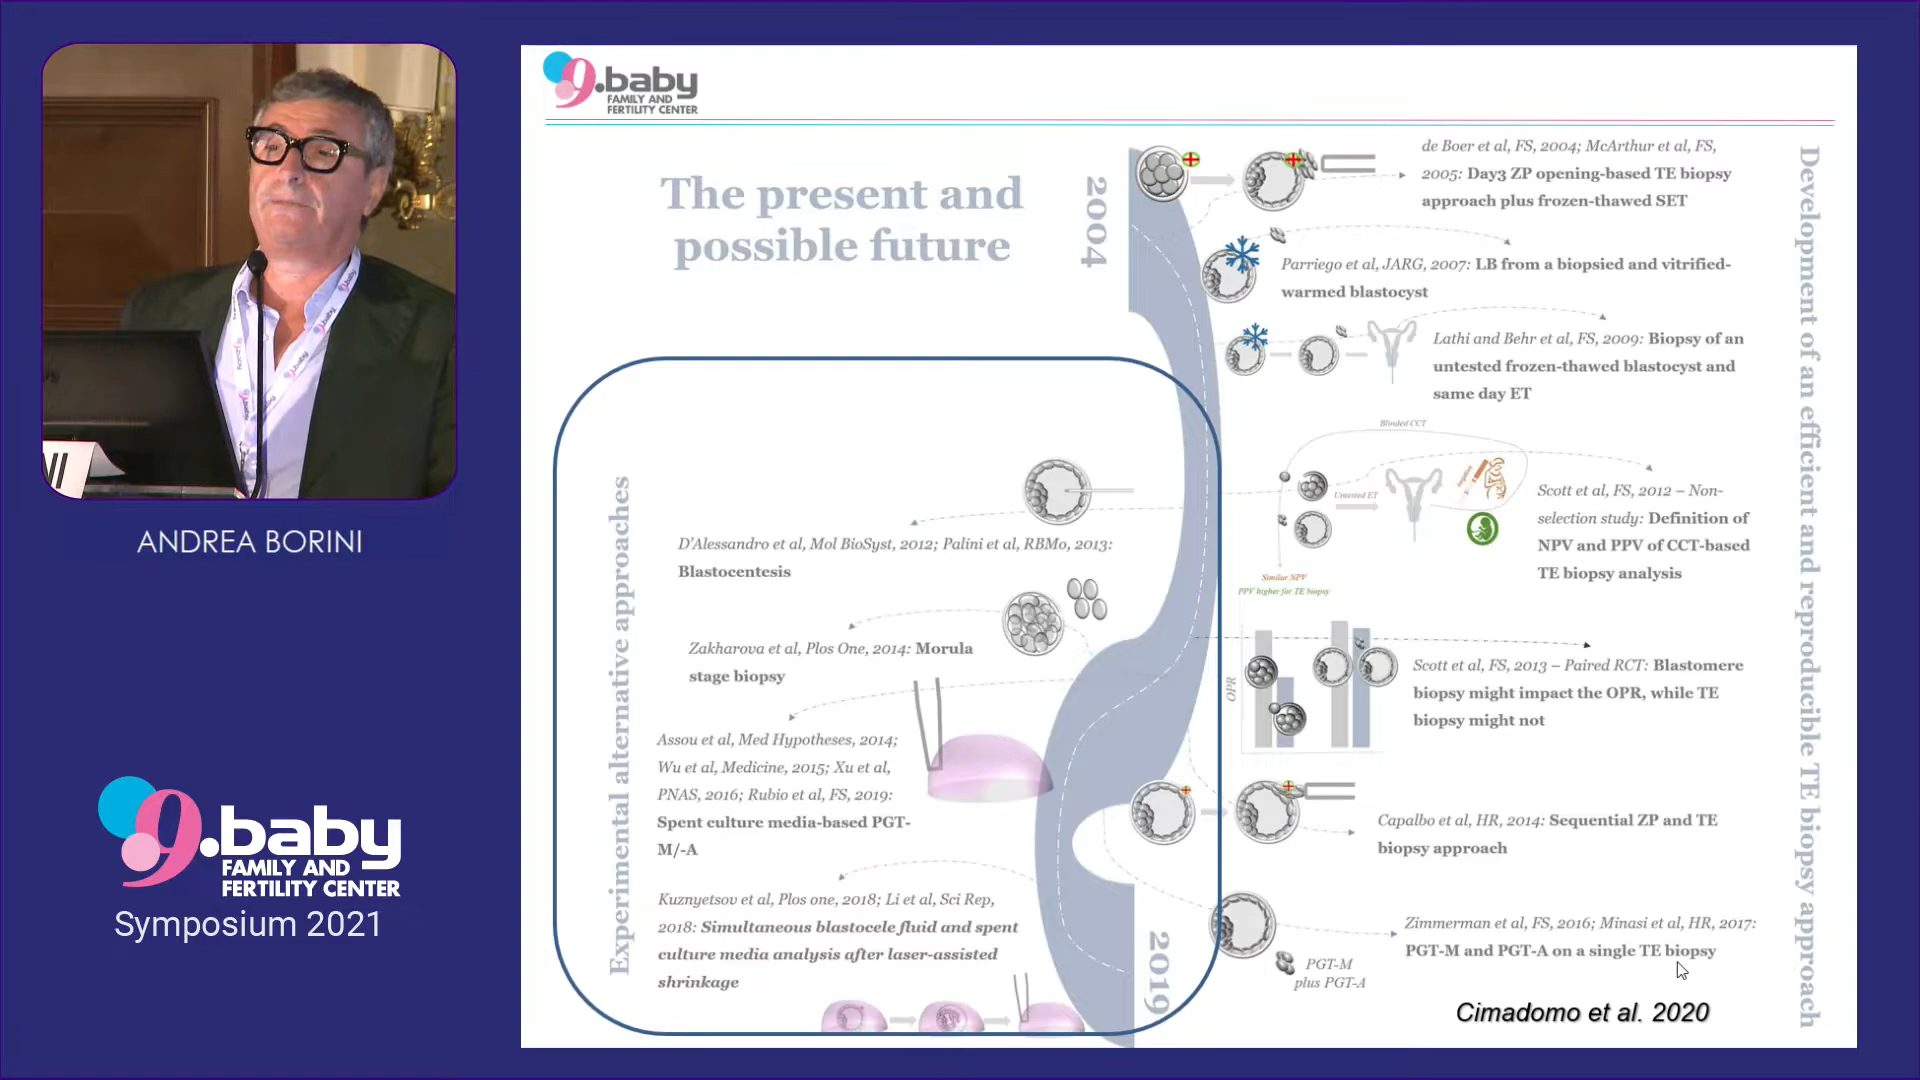 9.baby
FAMILY AND
FERTILITY CENTER
The present and
possible future
2004
de Boer et al, FS, 2004; McArthur et al, FS,
2005: Day3 ZP opening-based TE biopsy
approach plus frozen-thawed SET
Parriego et al, JARG, 2007: LB from a biopsied and vitrified-
warmed blastocyst
Lathi and Behr et al, FS, 2009: Biopsy of an
untested frozen-thawed blastocyst and
same day ET
Blinded CCT
Untested ET
Scott et al, FS, 2012 – Non-
selection study: Definition of
NPV and PPV of CCT-based
TE biopsy analysis
Similar NPV
PPV higher for TE biopsy
OPR
Scott et al, FS, 2013 – Paired RCT: Blastomere
biopsy might impact the OPR, while TE
biopsy might not
Capalbo et al, HR, 2014: Sequential ZP and TE
biopsy approach
Zimmerman et al, FS, 2016; Minasi et al, HR, 2017:
PGT-M and PGT-A on a single TE biopsy
PGT-M
plus PGT-A
2019
Cimadomo et al. 2020
Development of an efficient and reproducible TE biopsy approach
Experimental alternative approaches
D'Alessandro et al, Mol BioSyst, 2012; Palini et al, RBMo, 2013:
Blastocentesis
Zakharova et al, Plos One, 2014: Morula
stage biopsy
Assou et al, Med Hypotheses, 2014;
Wu et al, Medicine, 2015; Xu et al,
PNAS, 2016; Rubio et al, FS, 2019:
Spent culture media-based PGT-
M/-A
Kuznyetsov et al, Plos one, 2018; Li et al, Sci Rep,
2018: Simultaneous blastocele fluid and spent
culture media analysis after laser-assisted
shrinkage
ANDREA BORINI
9.baby
FAMILY AND
FERTILITY CENTER
Symposium 2021